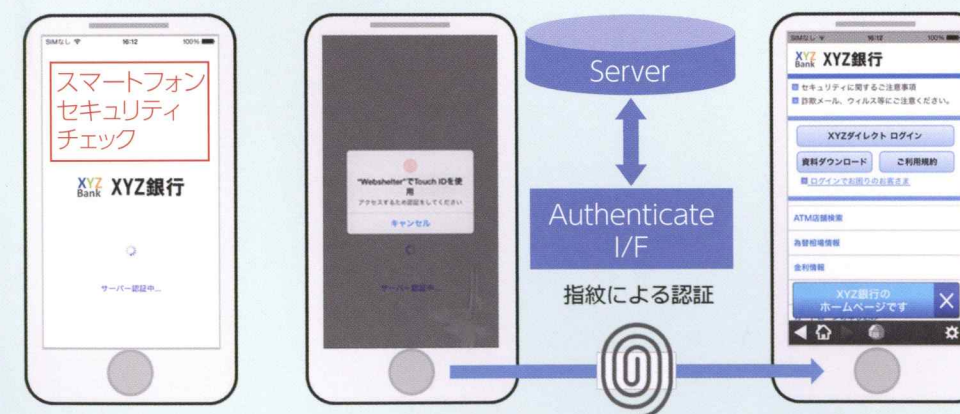 SIMなし 16:12 100%
スマートフォン
セキュリティ
チェック
XYZ Bank XYZ銀行
サーバー認証中...
"Webshelter"でTouch IDを使
用
アクセスするため認証をしてください
キャンセル
サーバー認証中...
Server
Authenticate
I/F
指紋による認証
SIMなし 16:12 100%
XYZ Bank XYZ銀行
セキュリティに関するご注意事項
詐欺メール、ウィルス等にご注意ください。
XYZダイレクト ログイン
資料ダウンロード ご利用規約
ログインでお困りのお客さま
ATM店舗検索
為替相場情報
金利情報
XYZ銀行の
ホームページです